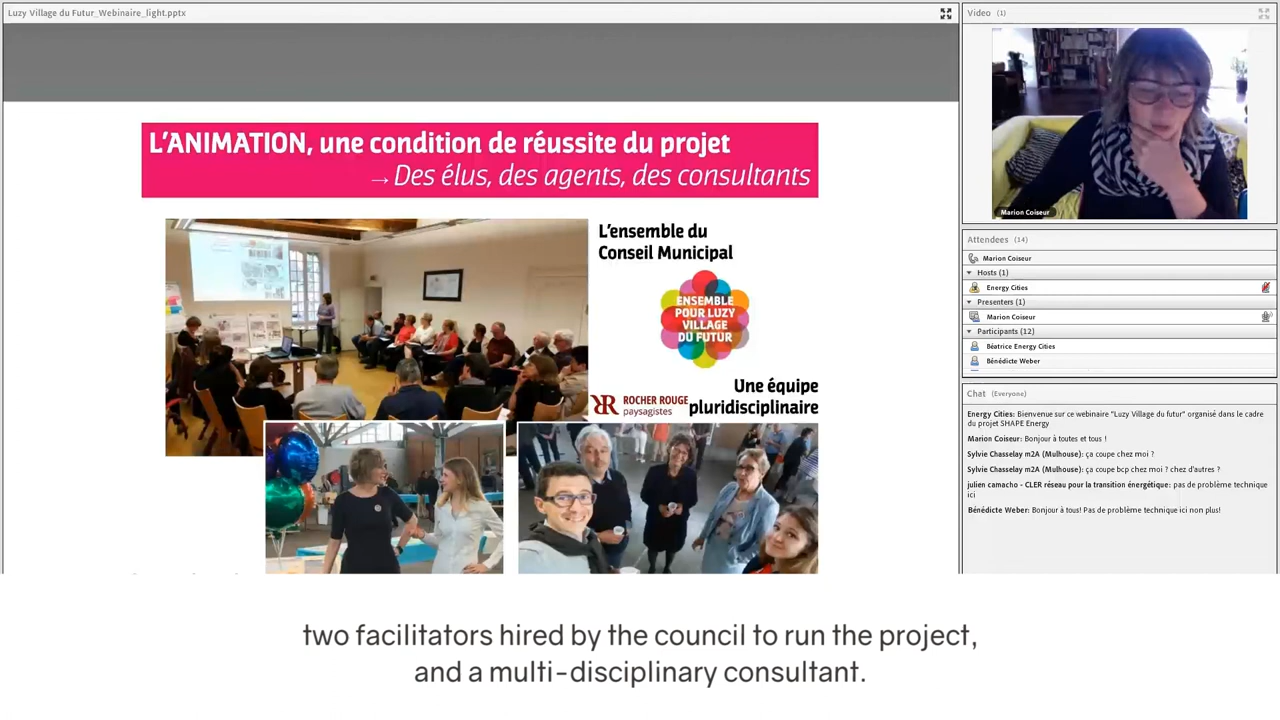 Luzy Village du Futur_Webinaire_light.pptx
L'ANIMATION, une condition de réussite du projet
→ Des élus, des agents, des consultants
L'ensemble du
Conseil Municipal
ENSEMBLE
POUR LUZY
VILLAGE
DU FUTUR
Une équipe
pluridisciplinaire
RR ROCHER ROUGE
paysagistes
Video (1)
Marion Coiseur
Attendees (14)
Marion Coiseur
Hosts (1)
Energy Cities
Presenters (1)
Marion Coiseur
Participants (12)
Béatrice Energy Cities
Bénédicte Weber
Chat (Everyone)
Energy Cities: Bienvenue sur ce webinaire "Luzy Village du futur" organisé dans le cadre
du projet SHAPE Energy
Marion Coiseur: Bonjour à toutes et tous !
Sylvie Chasselay m2A (Mulhouse): ça coupe chez moi ?
Sylvie Chasselay m2A (Mulhouse): ça coupe bcp chez moi ? chez d'autres ?
julien camacho - CLER réseau pour la transition énergétique: pas de problème technique
ici
Bénédicte Weber: Bonjour à tous! Pas de problème technique ici non plus!
two facilitators hired by the council to run the project,
and a multi-disciplinary consultant.